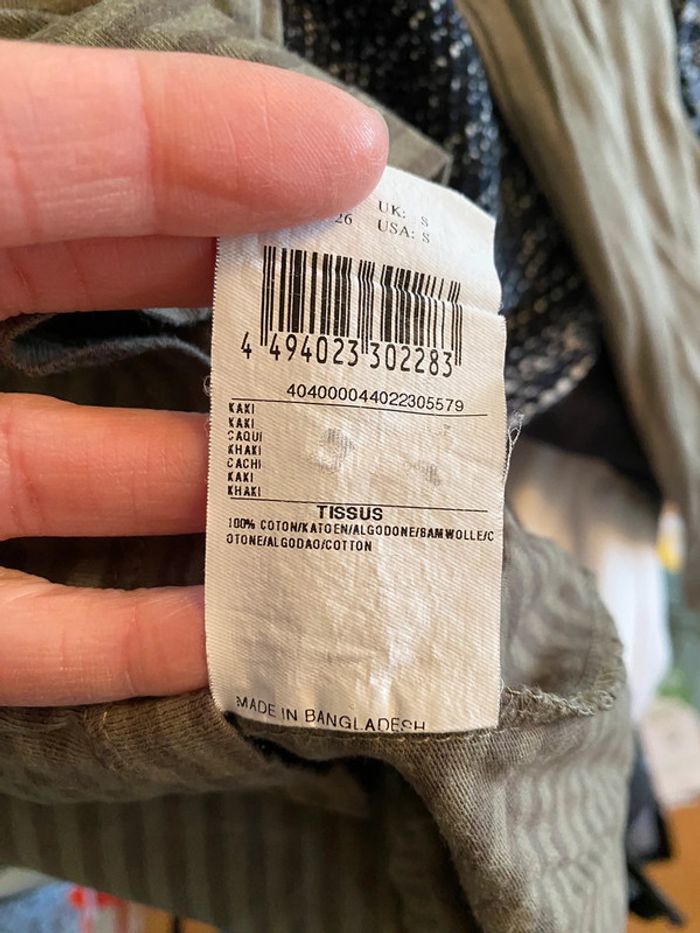 UK: S
26 USA: S
4 494023 302283
404000044022305579
KAKI
KAKI
CAQUI
KHAKI
CACHI
KAKI
KHAKI
TISSUS
100% COTON/KATOEN/ALGODONE/BAMWOLLE/C
OTONE/ALGODAO/COTTON
MADE IN BANGLADESH